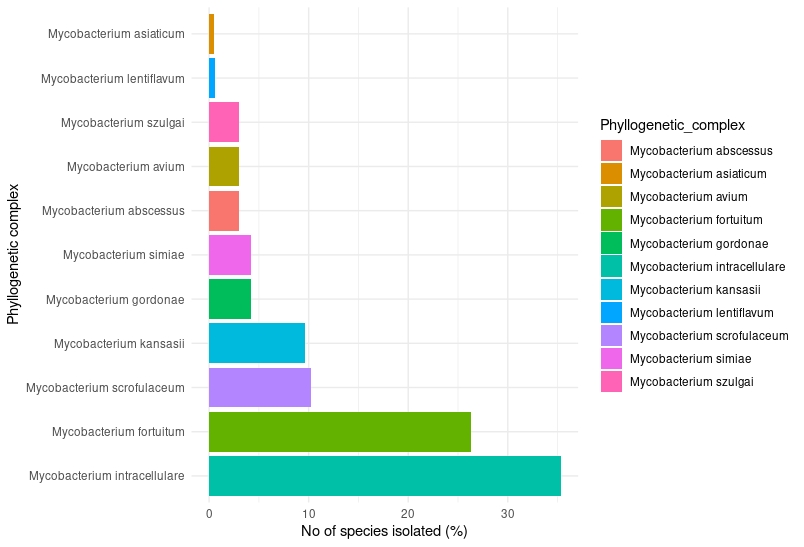 Mycobacterium asiaticum
Mycobacterium lentiflavum
Mycobacterium szulgai
Mycobacterium avium
Mycobacterium abscessus
Mycobacterium simiae
Mycobacterium gordonae
Mycobacterium kansasii
Mycobacterium scrofulaceum
Mycobacterium fortuitum
Mycobacterium intracellulare
Phyllogenetic complex
0 10 20 30
No of species isolated (%)
Phyllogenetic_complex
Mycobacterium abscessus
Mycobacterium asiaticum
Mycobacterium avium
Mycobacterium fortuitum
Mycobacterium gordonae
Mycobacterium intracellulare
Mycobacterium kansasii
Mycobacterium lentiflavum
Mycobacterium scrofulaceum
Mycobacterium simiae
Mycobacterium szulgai